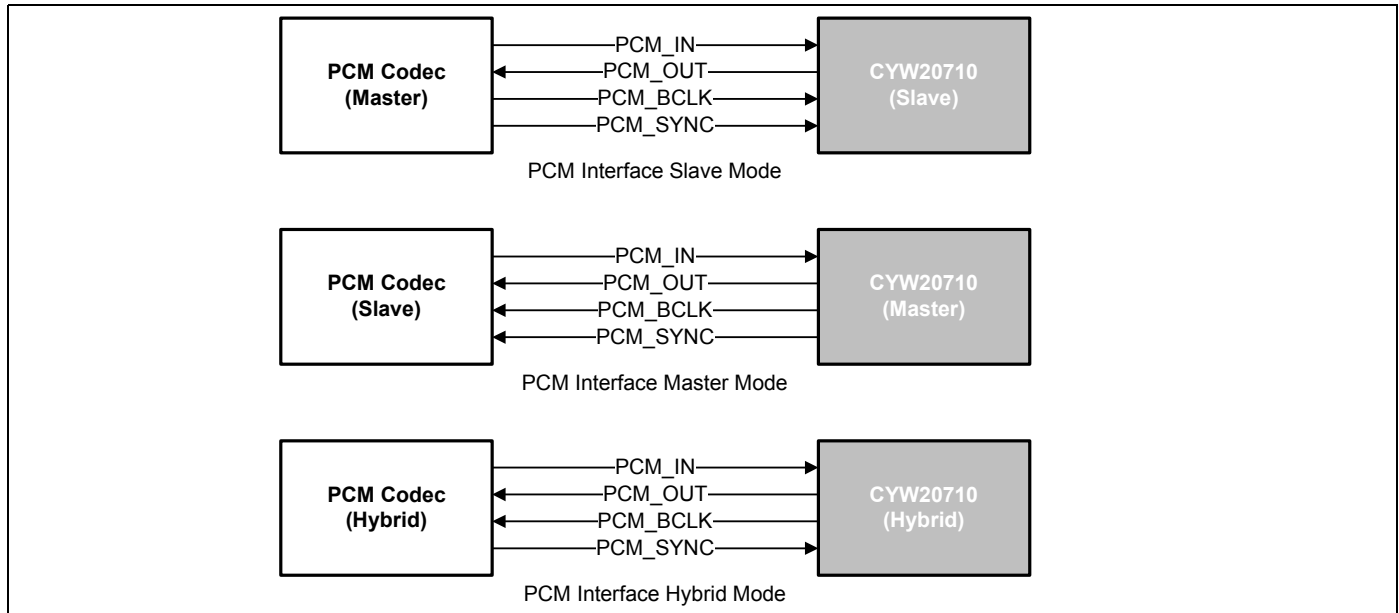 PCM Codec
(Master)
PCM_IN
PCM_OUT
PCM_BCLK
PCM_SYNC
CYW20710
(Slave)
PCM Interface Slave Mode
PCM Codec
(Slave)
PCM_IN
PCM_OUT
PCM_BCLK
PCM_SYNC
CYW20710
(Master)
PCM Interface Master Mode
PCM Codec
(Hybrid)
PCM_IN
PCM_OUT
PCM_BCLK
PCM_SYNC
CYW20710
(Hybrid)
PCM Interface Hybrid Mode